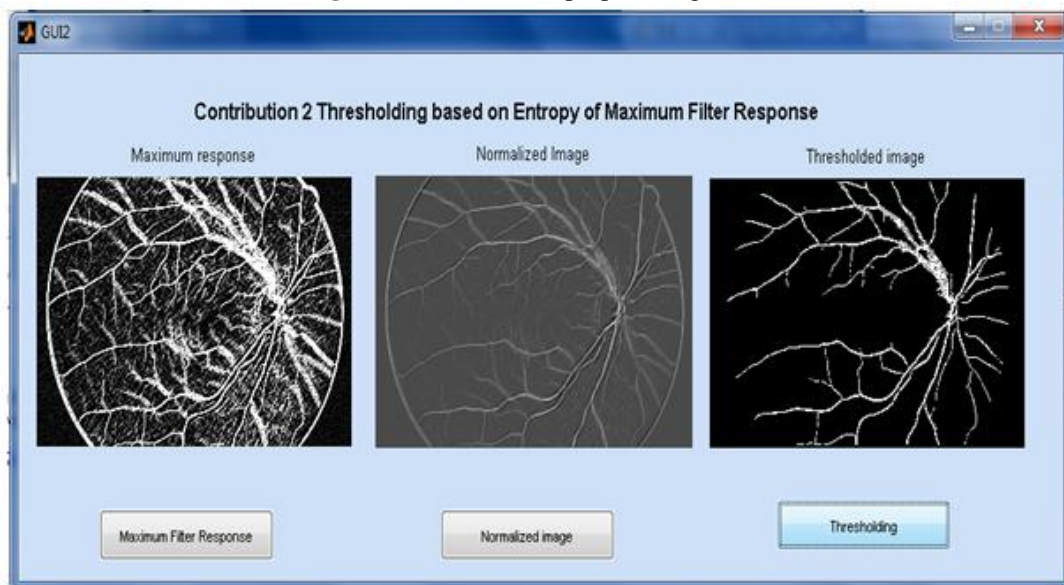 GUI2
Contribution 2 Thresholding based on Entropy of Maximum Filter Response
Maximum response
Normalized Image
Thresholded image
Maximum Filter Response
Normalized image
Thresholding